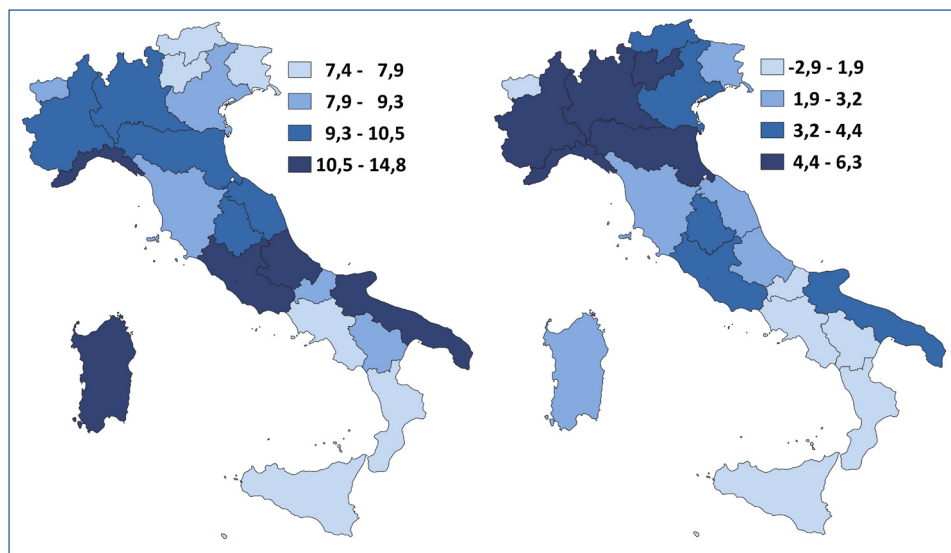 7,4 - 7,9
7,9 - 9,3
9,3 - 10,5
10,5 - 14,8
-2,9 - 1,9
1,9 - 3,2
3,2 - 4,4
4,4 - 6,3